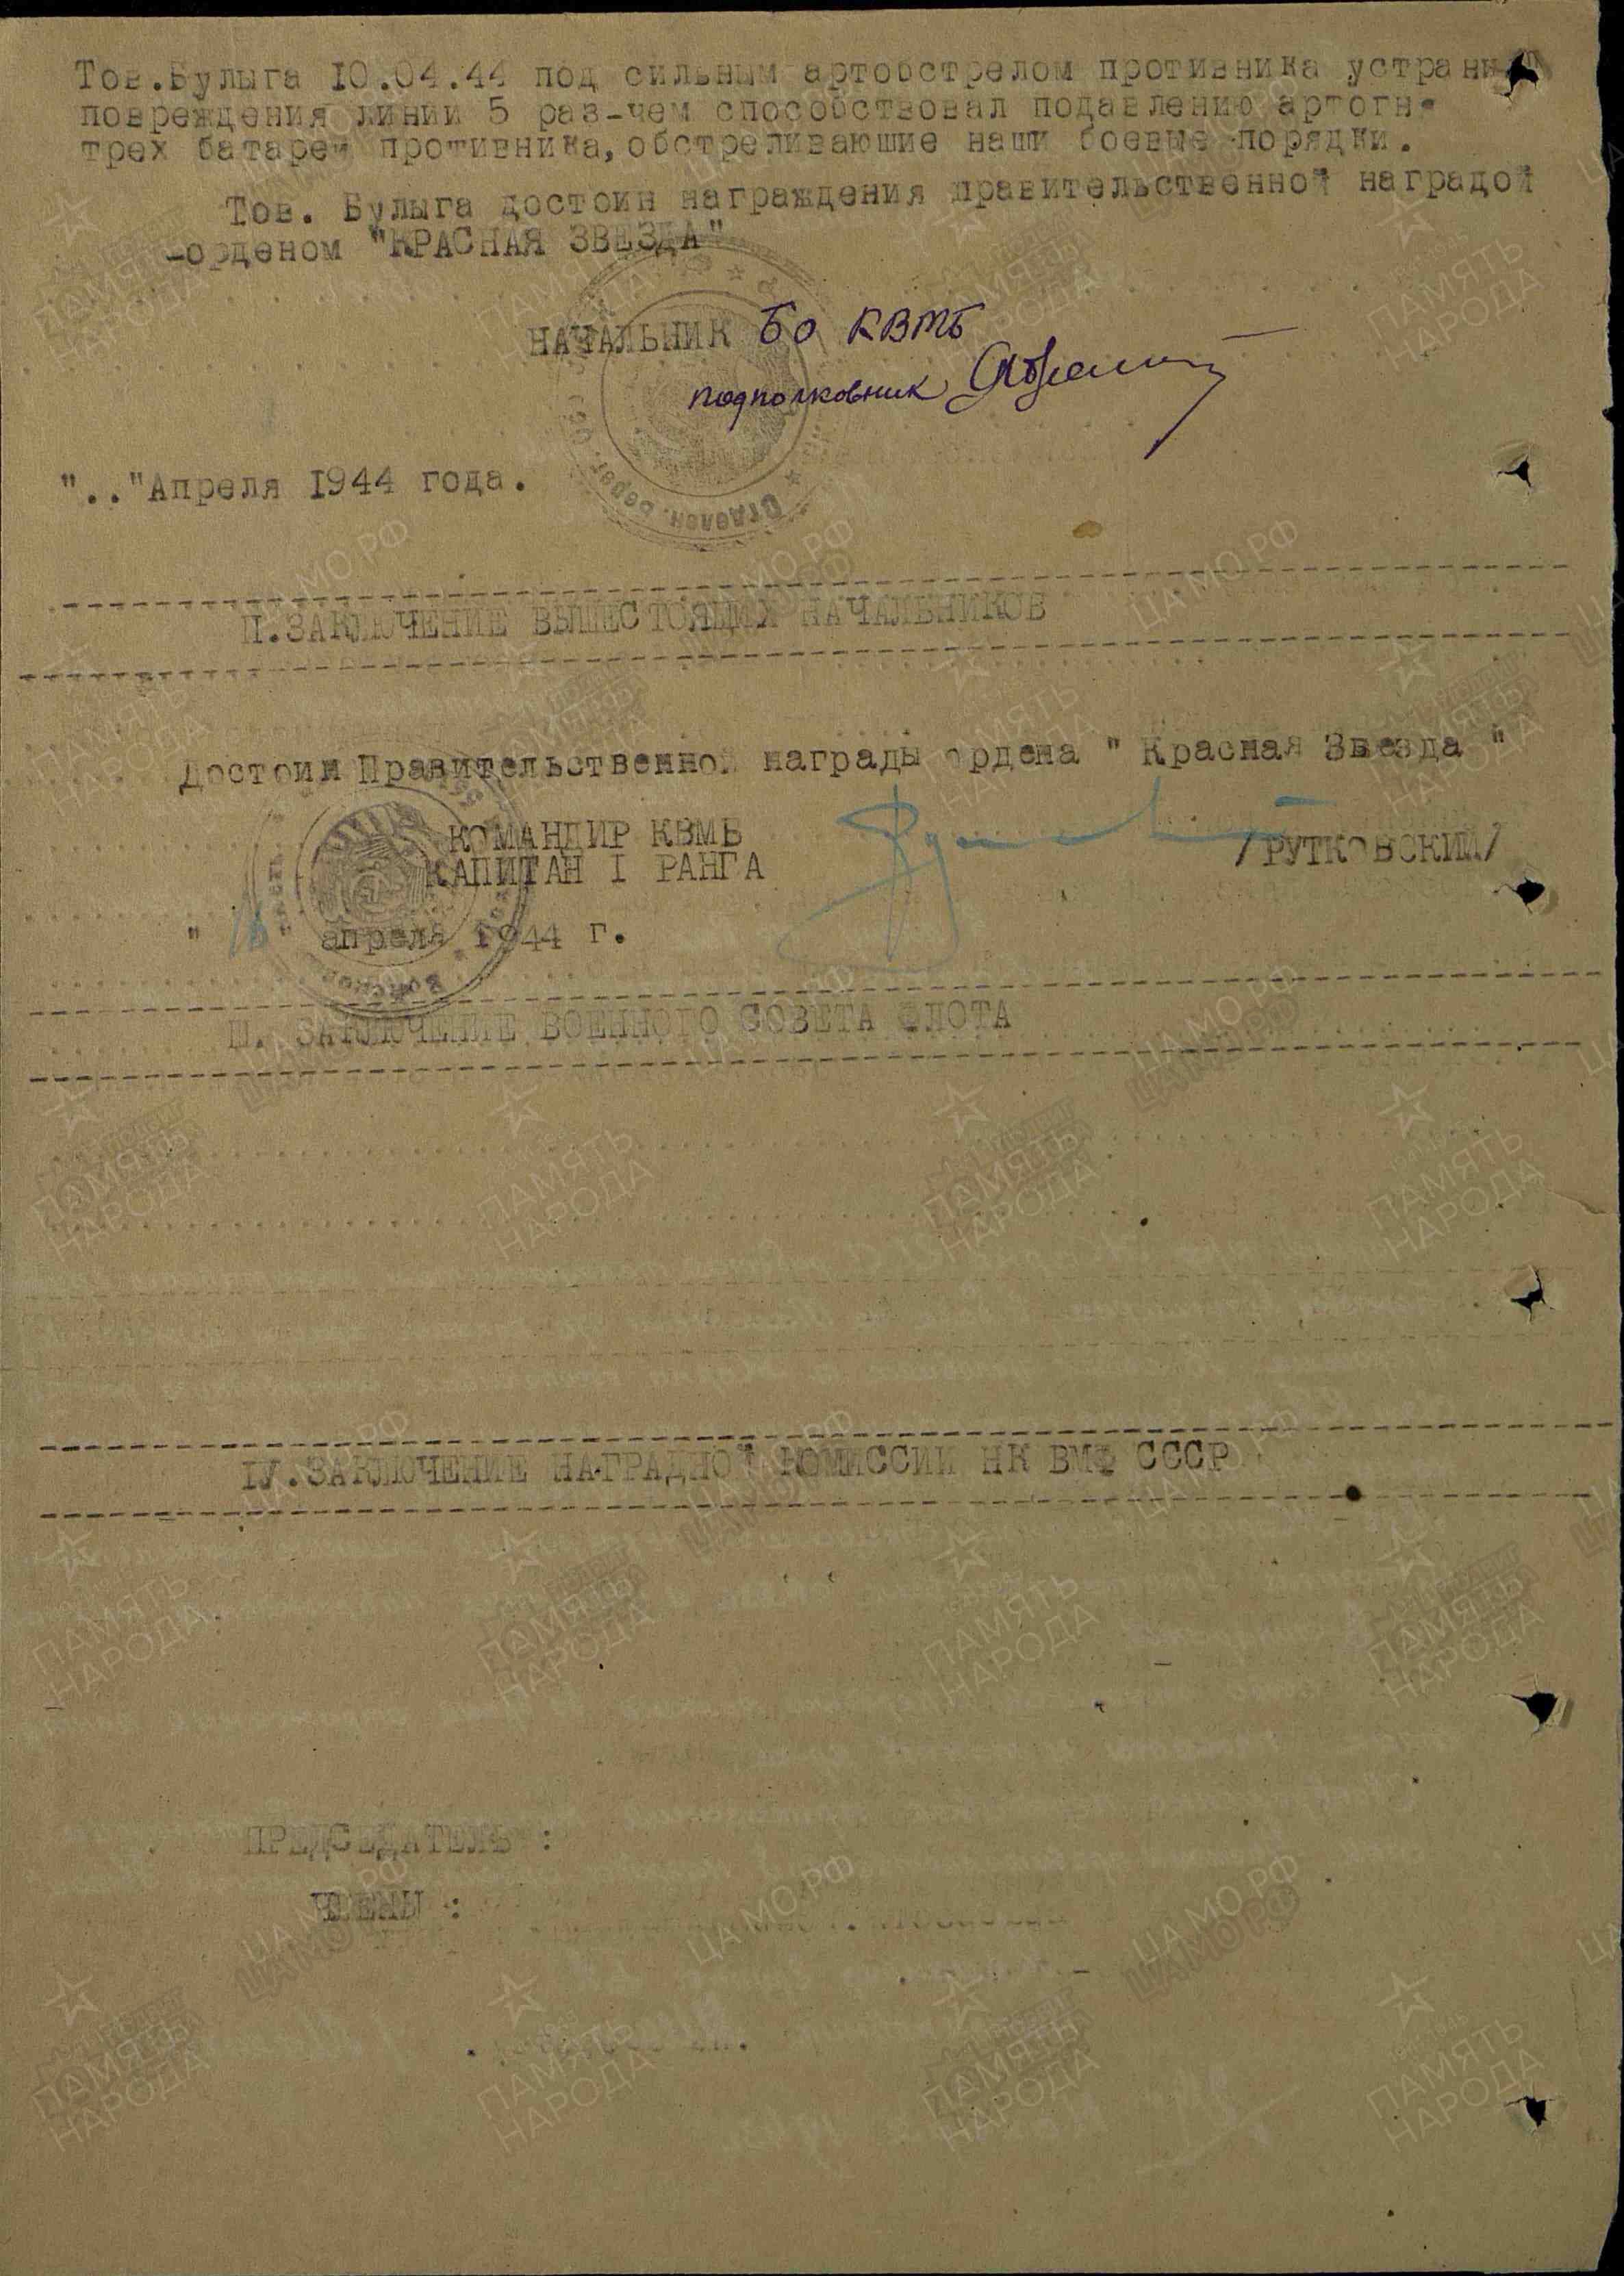 Тов.Булыга 10.04.44 под сильным артобстрелом противника устранил
повреждения линии 5 раз-чем способствовал подавлению артогн
трех батарей противника,обстреливающие наши боевые порядки.
Тов. Булыга достоин награждения правительственной наградой
-орденом "КРАСНАЯ ЗВЕЗДА"
НАЧАЛЬНИК БО КВМБ
подполковник
".."Апреля 1944 года.
II.ЗАКЛЮЧЕНИЕ ВЫШЕСТОЯЩИХ НАЧАЛЬНИКОВ
Достоин Правительственной награды ордена " Красная Звезда "
КОМАНДИР КВМБ
КАПИТАН I РАНГА /РУТКОВСКИЙ/
"16" апреля 1944 г.
Ш. ЗАКЛЮЧЕНИЕ ВОЕННОГО СОВЕТА ФЛОТА
IУ.ЗАКЛЮЧЕНИЕ НАГРАДНОЙ КОМИССИИ НК ВМФ СССР
ПРЕДСЕДАТЕЛЬ :
ЧЛЕНЫ :